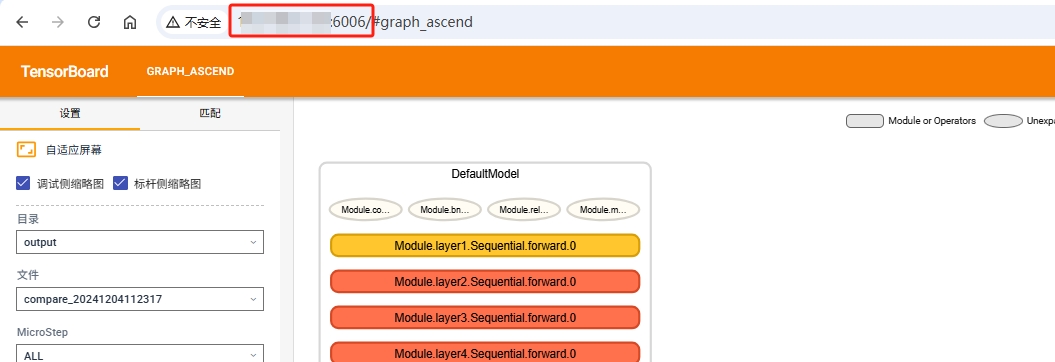 不安全 :6006/#graph_ascend
TensorBoard GRAPH_ASCEND
设置 匹配
Module or Operators
自适应屏幕
调试侧缩略图 标杆侧缩略图
目录
output
文件
compare_20241204112317
MicroStep
ALL
DefaultModel
Module.co... Module.bn... Module.rel... Module.m...
Module.layer1.Sequential.forward.0
Module.layer2.Sequential.forward.0
Module.layer3.Sequential.forward.0
Module.layer4.Sequential.forward.0